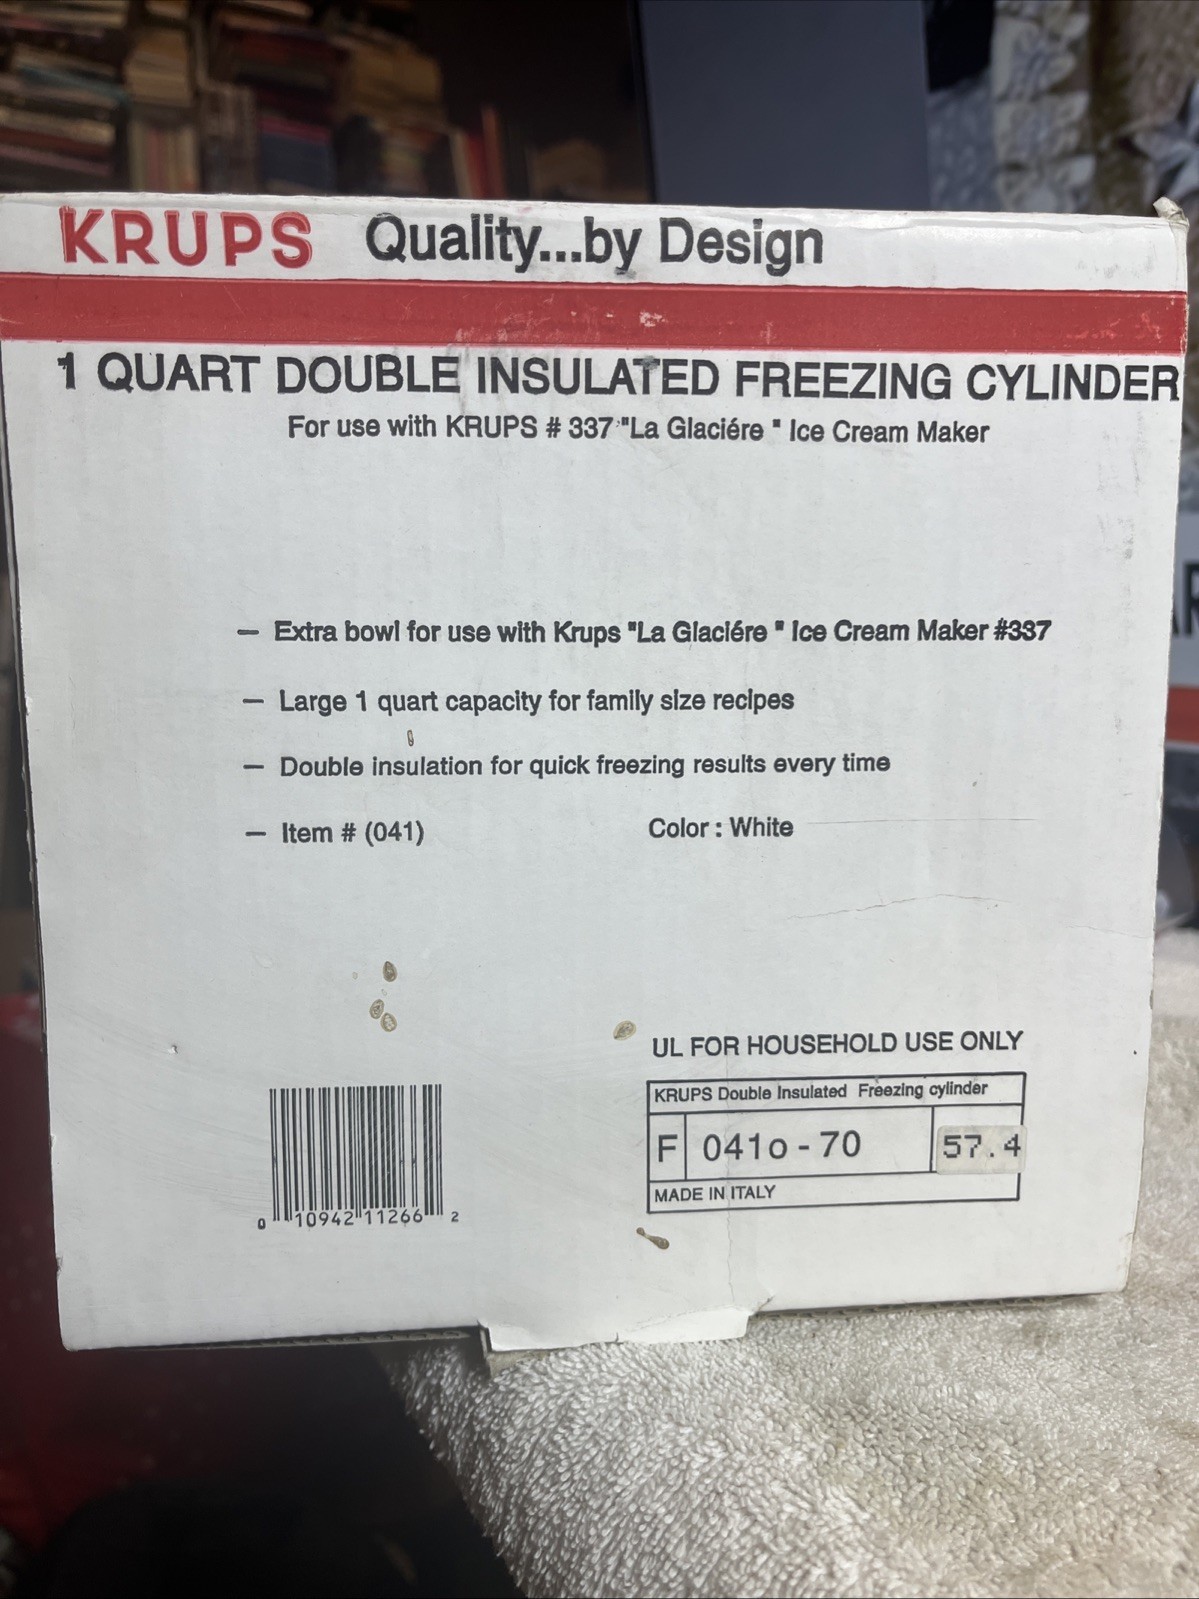 KRUPS Quality...by Design
1 QUART DOUBLE INSULATED FREEZING CYLINDER
For use with KRUPS # 337 "La Glaciére " Ice Cream Maker
— Extra bowl for use with Krups "La Glaciére " Ice Cream Maker #337
— Large 1 quart capacity for family size recipes
— Double insulation for quick freezing results every time
— Item # (041) Color : White
UL FOR HOUSEHOLD USE ONLY
KRUPS Double Insulated Freezing cylinder
F 041o - 70 57.4
MADE IN ITALY
0 10942 11266 2